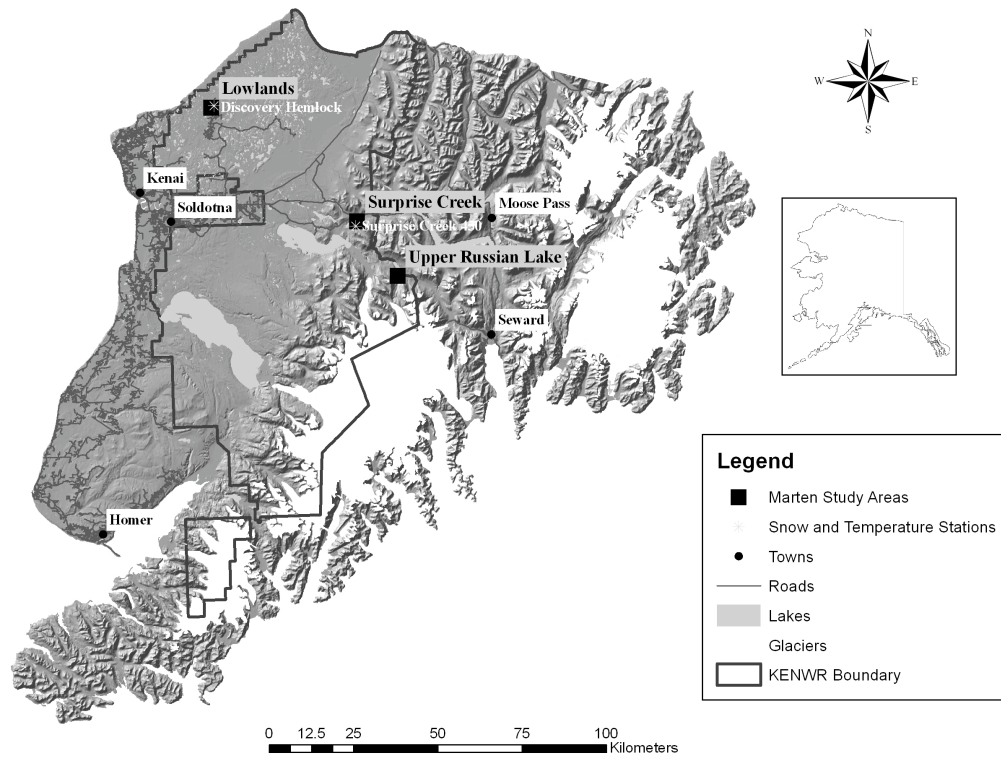 N
W
E
S
Lowlands
Discovery Hemlock
Kenai
Soldotna
Surprise Creek
Moose Pass
Surprise Creek 450
Upper Russian Lake
Seward
Homer
Legend
Marten Study Areas
Snow and Temperature Stations
Towns
Roads
Lakes
Glaciers
KENWR Boundary
0 12.5 25 50 75 100
Kilometers